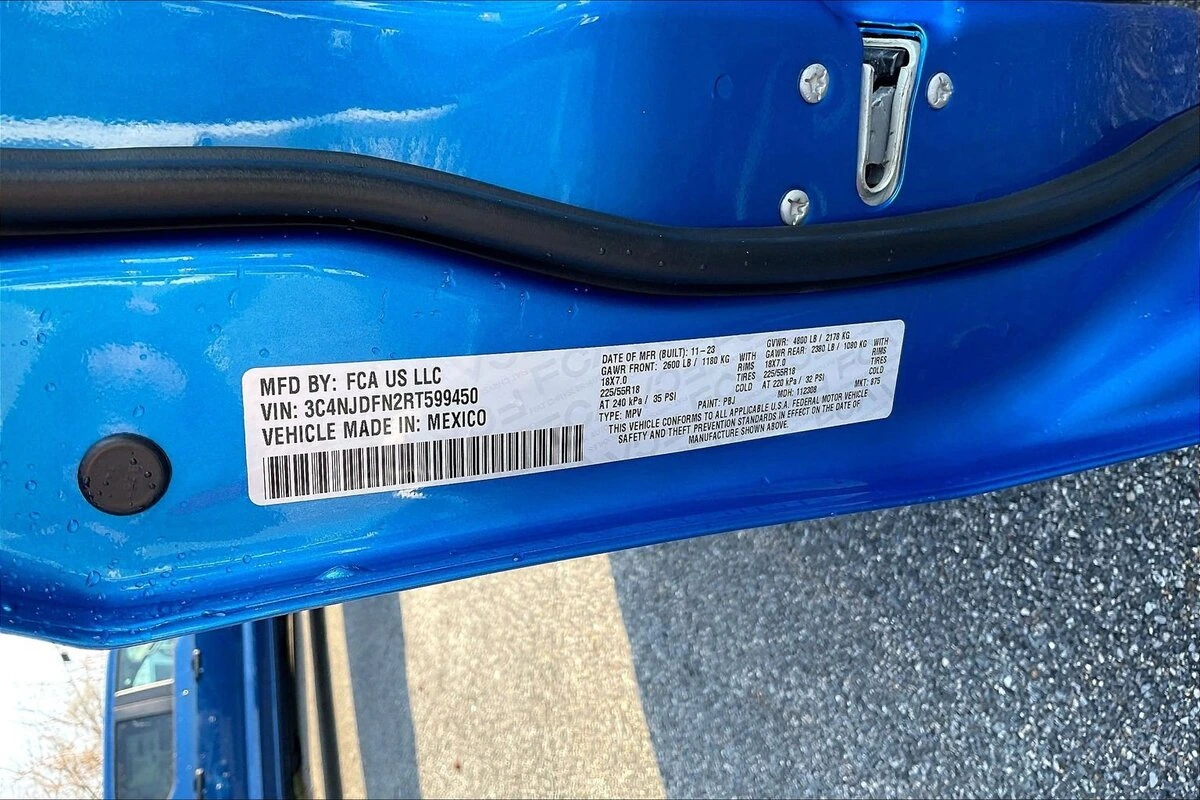 MFD BY: FCA US LLC
VIN: 3C4NJDFN2RT599450
VEHICLE MADE IN: MEXICO
DATE OF MFR (BUILT): 11-23
GVWR: 4800 LB / 2178 KG
GAWR FRONT: 2600 LB / 1180 KG WITH
18X7.0 RIMS
225/55R18 TIRES
AT 240 kPa / 35 PSI COLD
GAWR REAR: 2380 LB / 1080 KG WITH
18X7.0 RIMS
225/55R18 TIRES
AT 220 kPa / 32 PSI COLD
TYPE: MPV PAINT: PBJ MDH: 112308 MKT: 875
THIS VEHICLE CONFORMS TO ALL APPLICABLE U.S.A. FEDERAL MOTOR VEHICLE
SAFETY AND THEFT PREVENTION STANDARDS IN EFFECT ON THE DATE OF
MANUFACTURE SHOWN ABOVE.